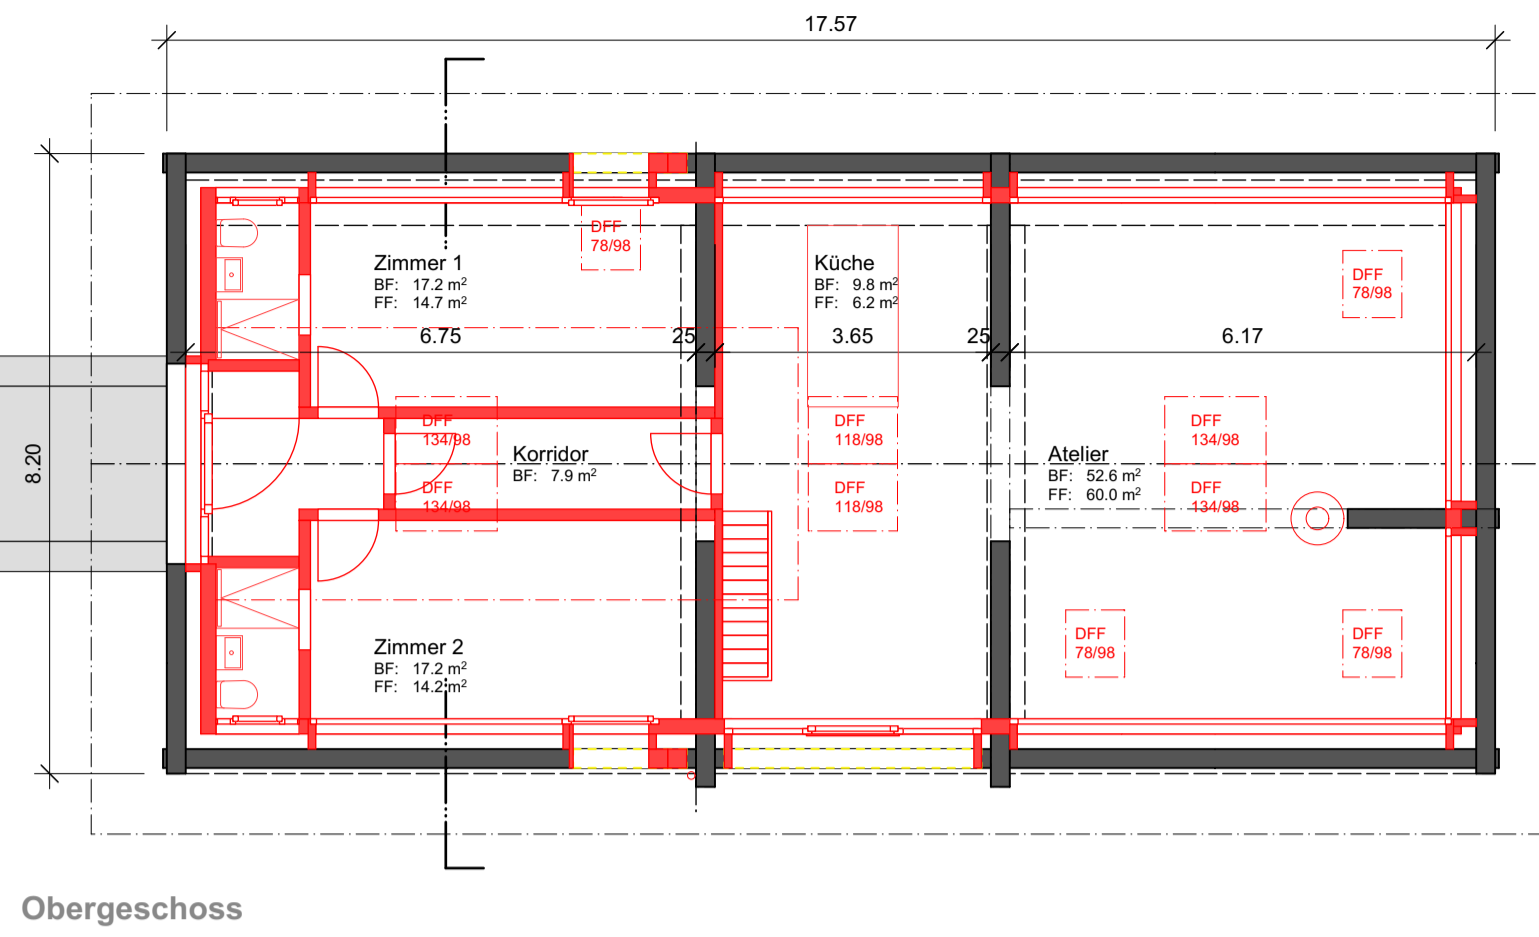 17.57
8.20
DFF
78/98
Zimmer 1
BF: 17.2 m²
FF: 14.7 m²
Küche
BF: 9.8 m²
FF: 6.2 m²
DFF
78/98
6.75
25
3.65
25
6.17
DFF
134/98
DFF
134/98
Korridor
BF: 7.9 m²
DFF
118/98
DFF
118/98
Atelier
BF: 52.6 m²
FF: 60.0 m²
DFF
134/98
DFF
134/98
Zimmer 2
BF: 17.2 m²
FF: 14.2 m²
DFF
78/98
DFF
78/98
Obergeschoss